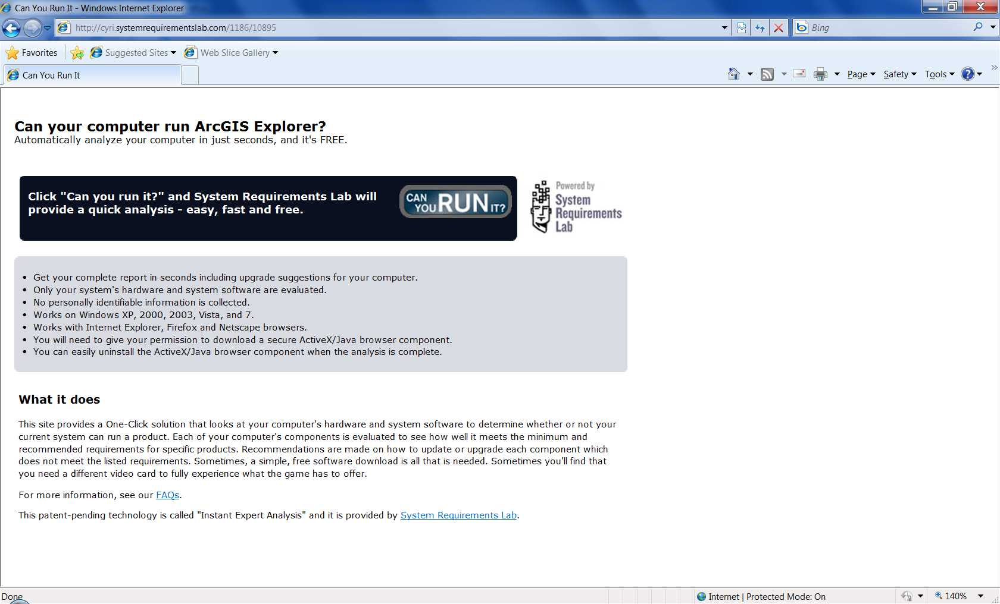 Can You Run It - Windows Internet Explorer
http://cyri.systemrequirementslab.com/1186/10895
Bing
Favorites
Suggested Sites
Web Slice Gallery
Can You Run It
Page
Safety
Tools
Can your computer run ArcGIS Explorer?
Automatically analyze your computer in just seconds, and it's FREE.
Click "Can you run it?" and System Requirements Lab will
provide a quick analysis - easy, fast and free.
CAN
YOU RUN IT?
Powered by
System
Requirements
Lab
• Get your complete report in seconds including upgrade suggestions for your computer.
• Only your system's hardware and system software are evaluated.
• No personally identifiable information is collected.
• Works on Windows XP, 2000, 2003, Vista, and 7.
• Works with Internet Explorer, Firefox and Netscape browsers.
• You will need to give your permission to download a secure ActiveX/Java browser component.
• You can easily uninstall the ActiveX/Java browser component when the analysis is complete.
What it does
This site provides a One-Click solution that looks at your computer's hardware and system software to determine whether or not your
current system can run a product. Each of your computer's components is evaluated to see how well it meets the minimum and
recommended requirements for specific products. Recommendations are made on how to update or upgrade each component which
does not meet the listed requirements. Sometimes, a simple, free software download is all that is needed. Sometimes you'll find that
you need a different video card to fully experience what the game has to offer.
For more information, see our FAQs.
This patent-pending technology is called "Instant Expert Analysis" and it is provided by System Requirements Lab.
Done
Internet | Protected Mode: On
140%